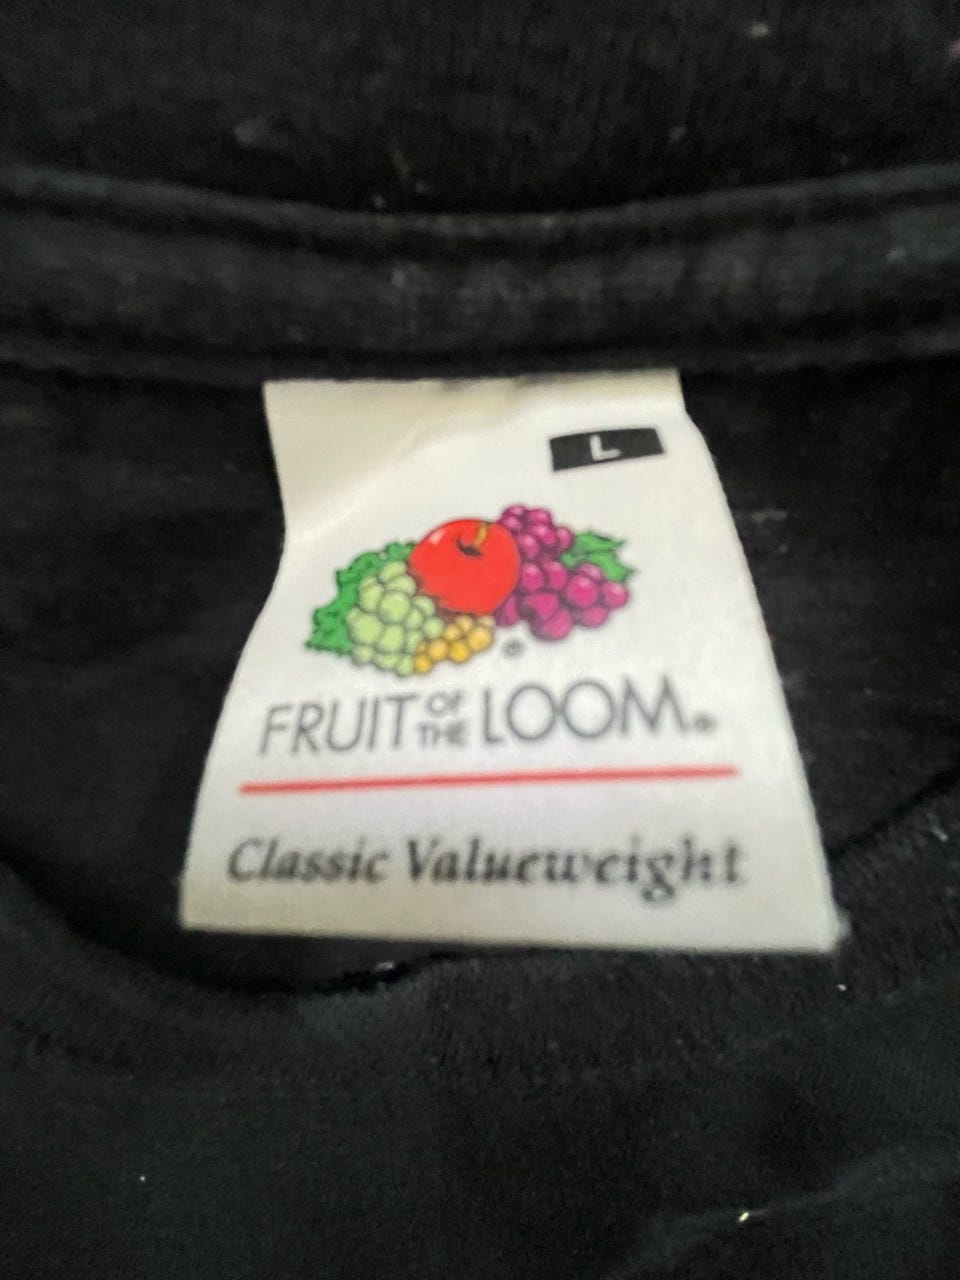 L
®
FRUIT OF THE LOOM®
Classic Valueweight